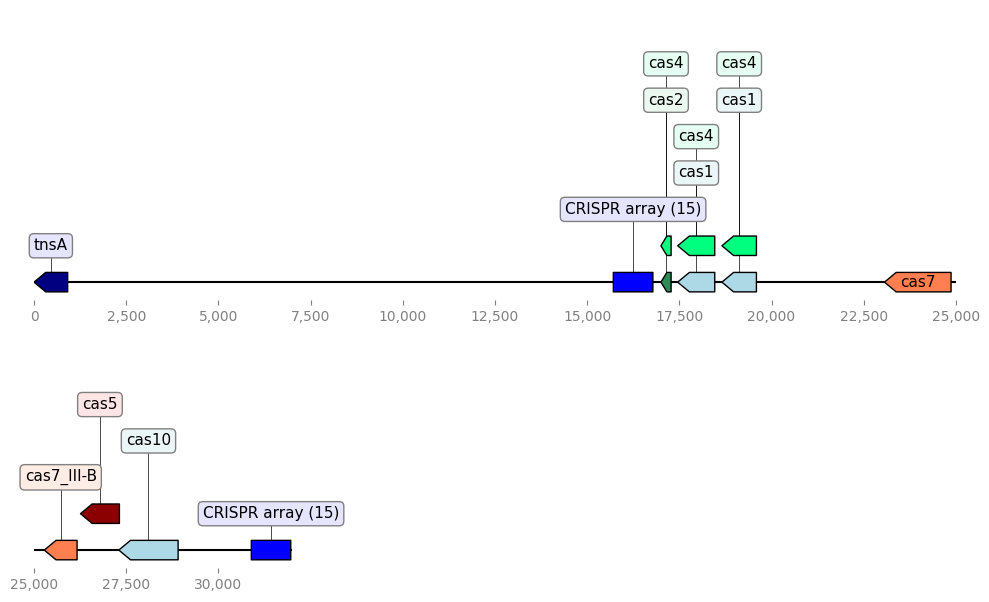 cas4 cas4
cas2 cas1
cas4
cas1
CRISPR array (15)
tnsA
cas7
0 2,500 5,000 7,500 10,000 12,500 15,000 17,500 20,000 22,500 25,000
cas5
cas10
cas7_III-B
CRISPR array (15)
25,000 27,500 30,000